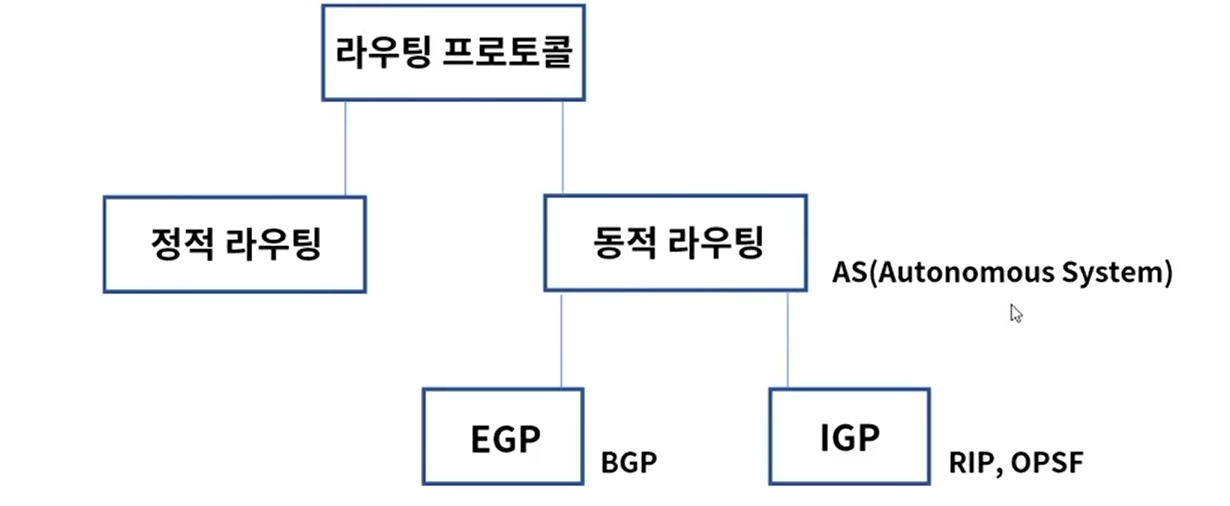 라우팅 프로토콜
정적 라우팅
동적 라우팅
AS(Autonomous System)
EGP
BGP
IGP
RIP, OPSF